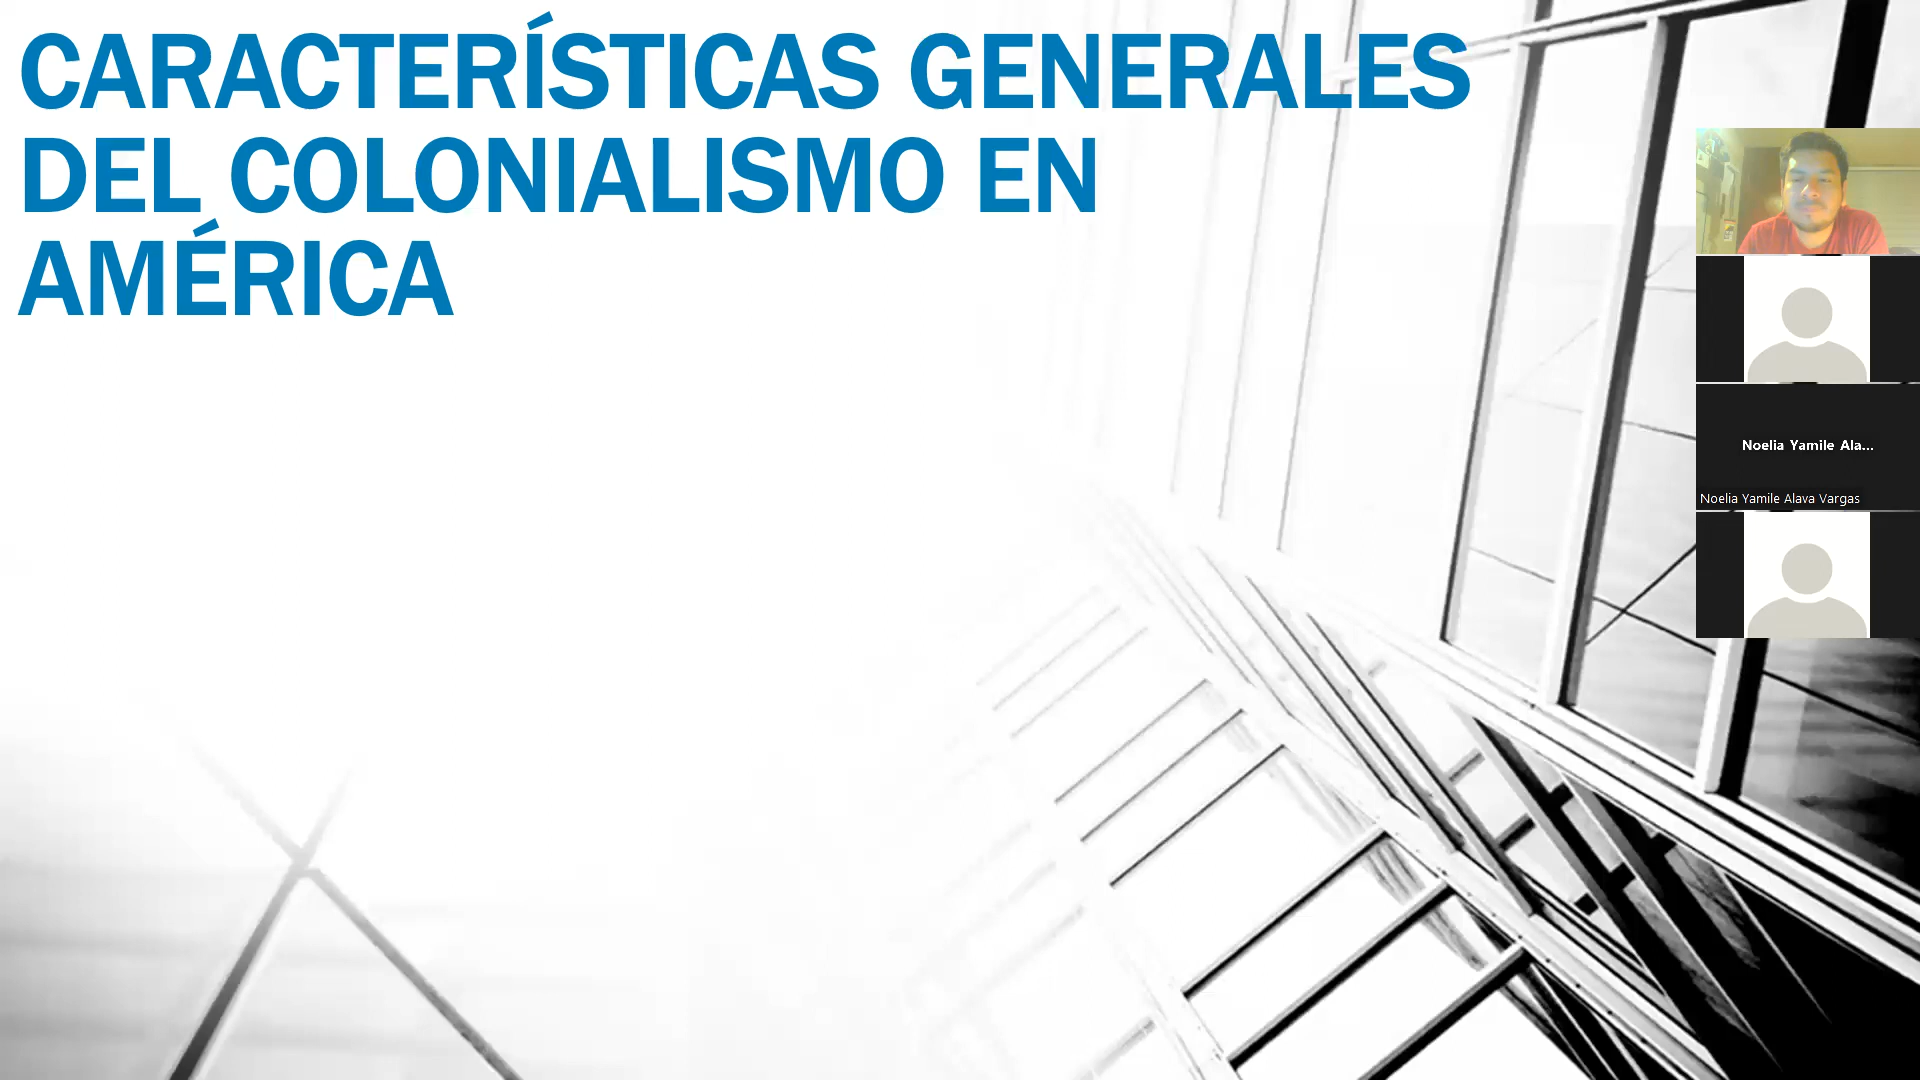 CARACTERÍSTICAS GENERALES
DEL COLONIALISMO EN
AMÉRICA
Noelia Yamile Ala...
Noelia Yamile Alava Vargas